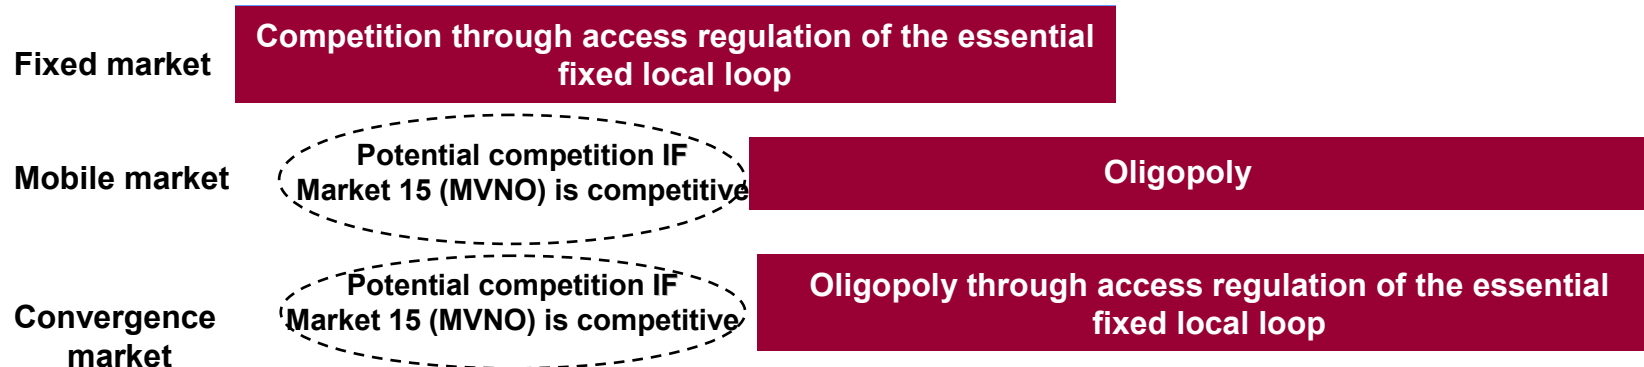 Fixed market
Competition through access regulation of the essential
fixed local loop
Mobile market
Potential competition IF
Market 15 (MVNO) is competitive
Oligopoly
Convergence
market
Potential competition IF
Market 15 (MVNO) is competitive
Oligopoly through access regulation of the essential
fixed local loop